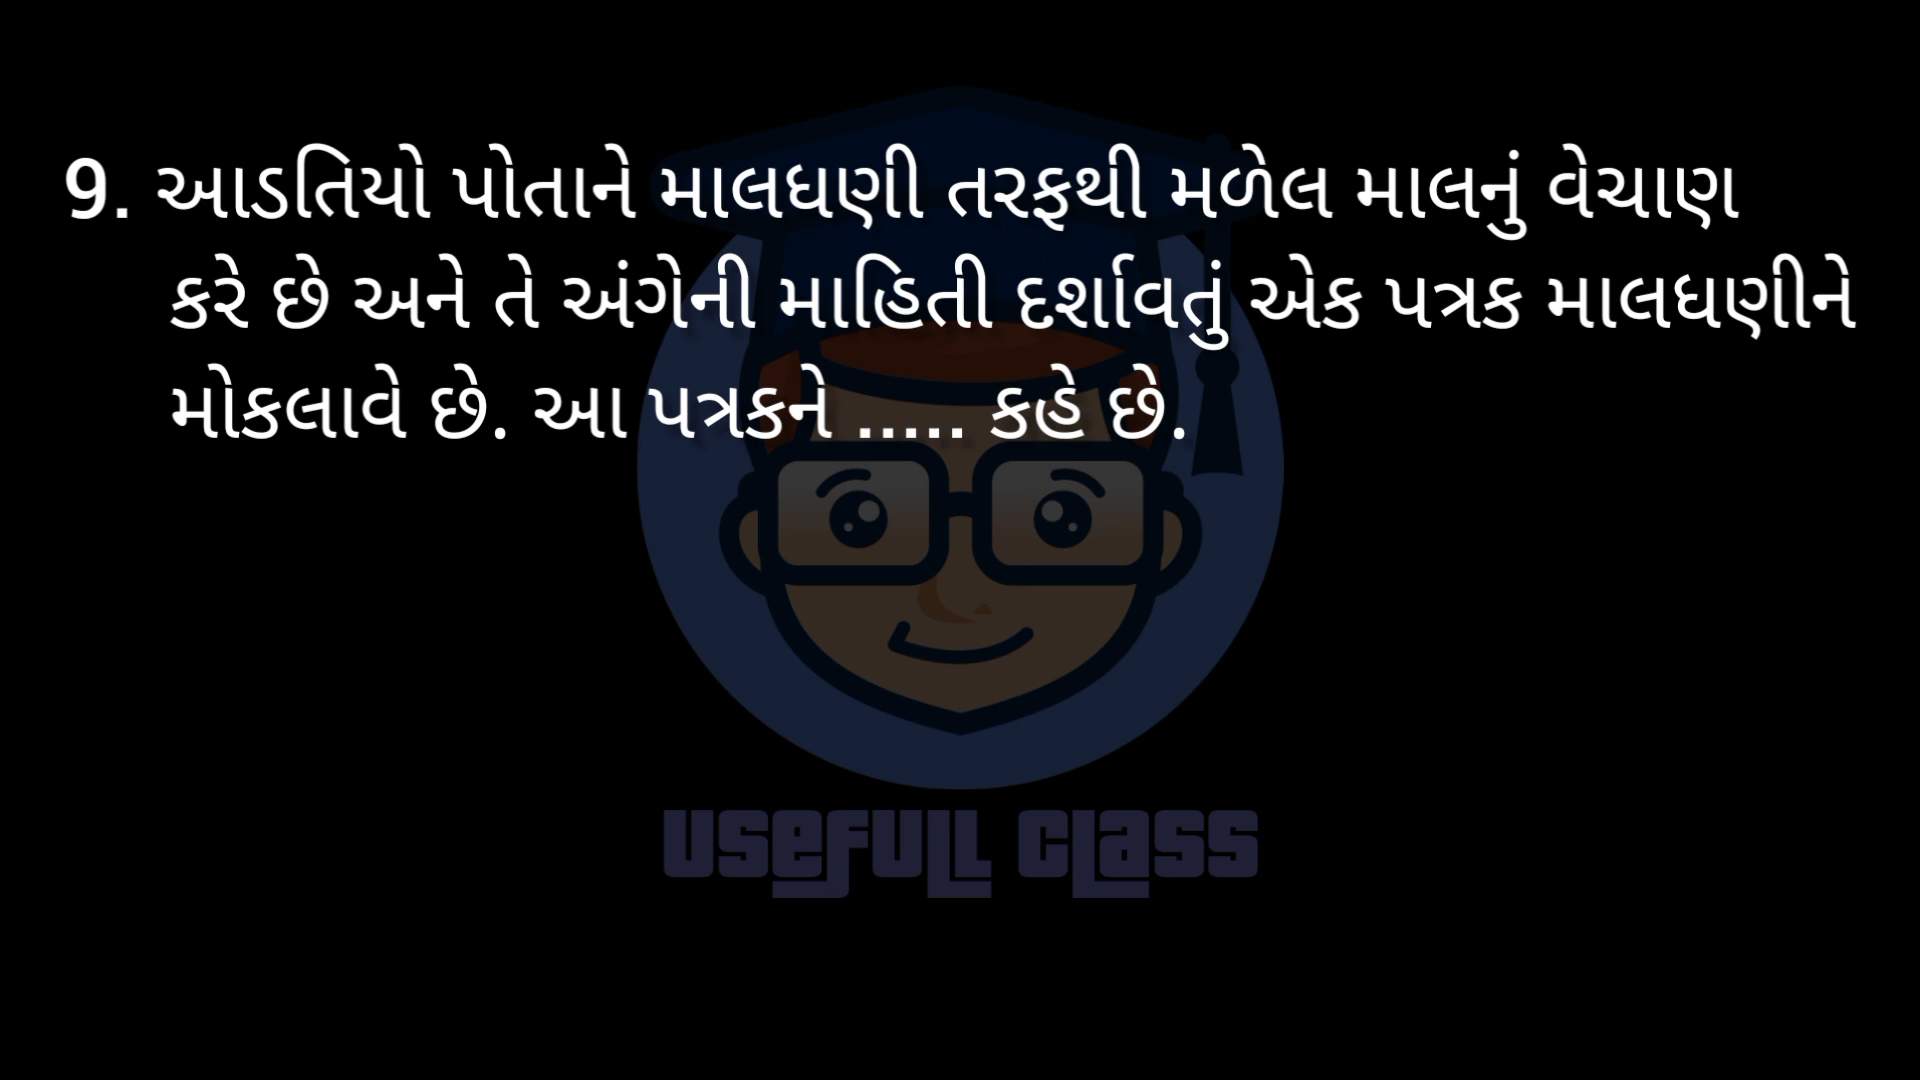 9. આડતિયો પોતાને માલધણી તરફથી મળેલ માલનું વેચાણ
કરે છે અને તે અંગેની માહિતી દર્શાવતું એક પત્રક માલધણીને
મોકલાવે છે. આ પત્રકને ..... કહે છે.
USEFULL CLASS